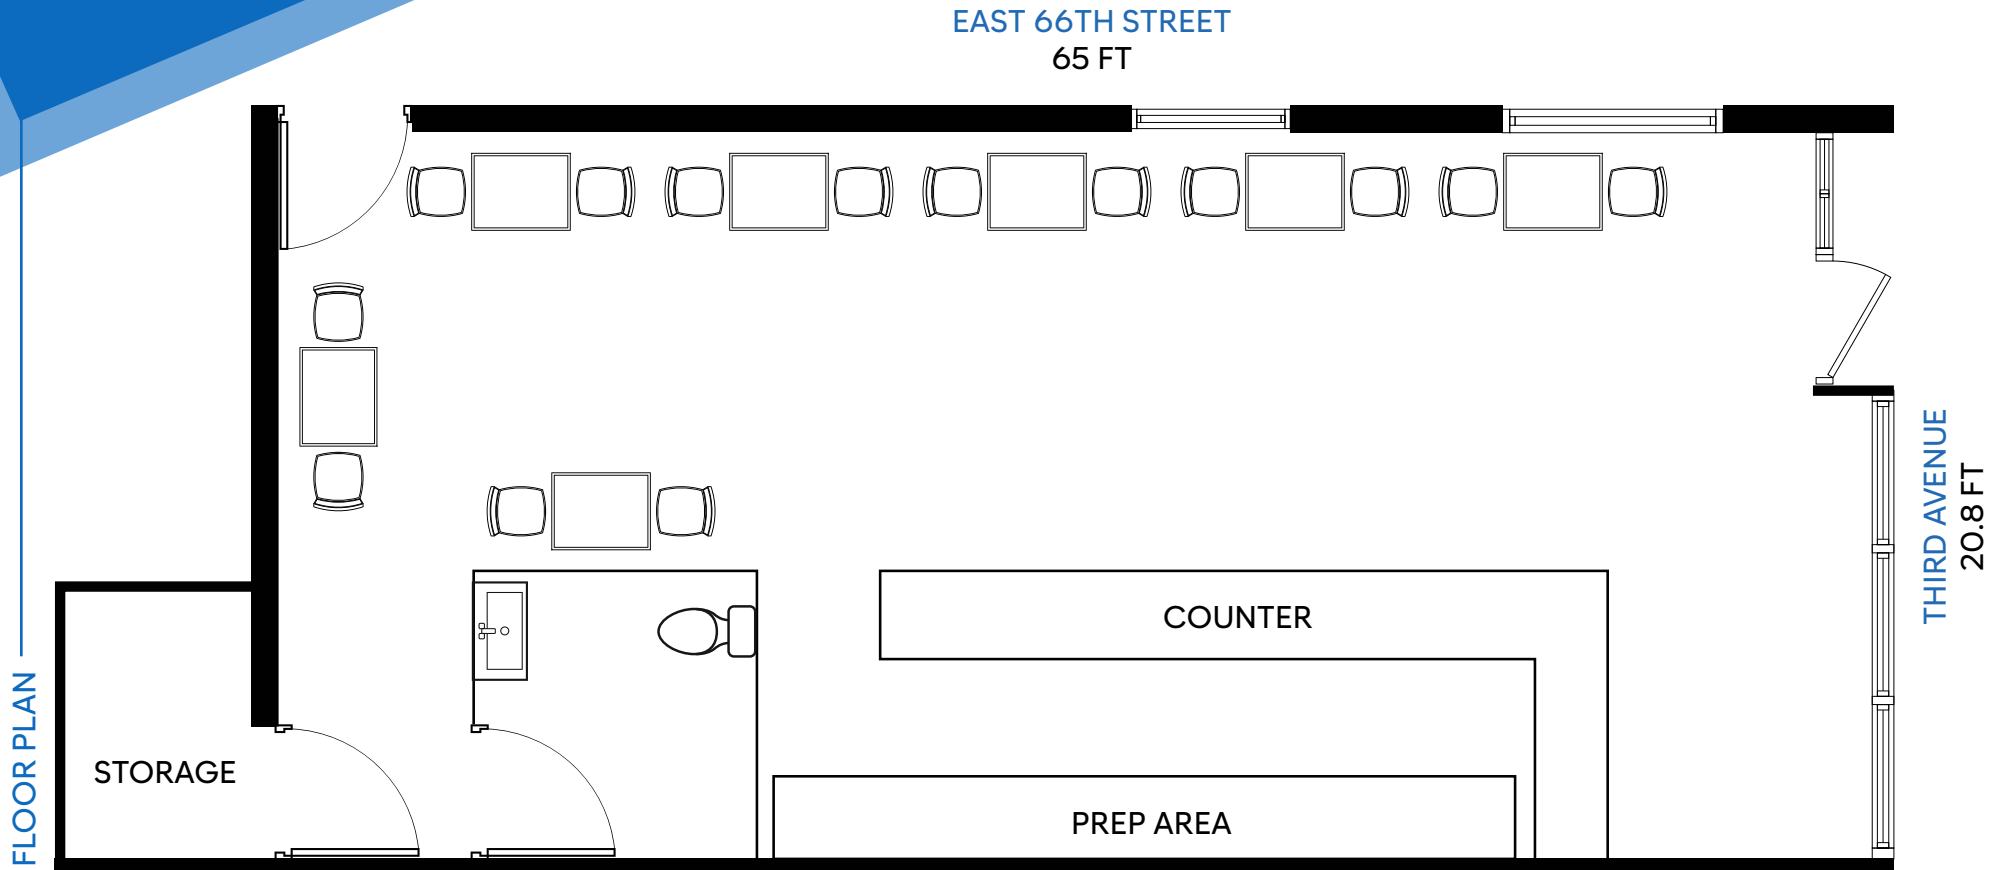 EAST 66TH STREET
65 FT
THIRD AVENUE
20.8 FT
COUNTER
STORAGE
PREP AREA
FLOOR PLAN